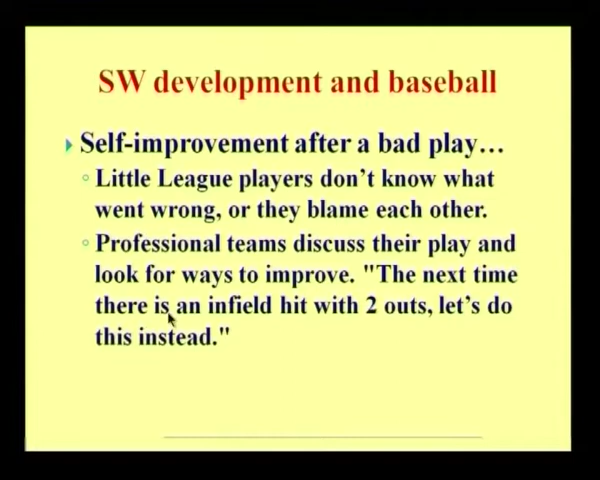 SW development and baseball
Self-improvement after a bad play…
Little League players don’t know what
went wrong, or they blame each other.
Professional teams discuss their play and
look for ways to improve. "The next time
there is an infield hit with 2 outs, let’s do
this instead."